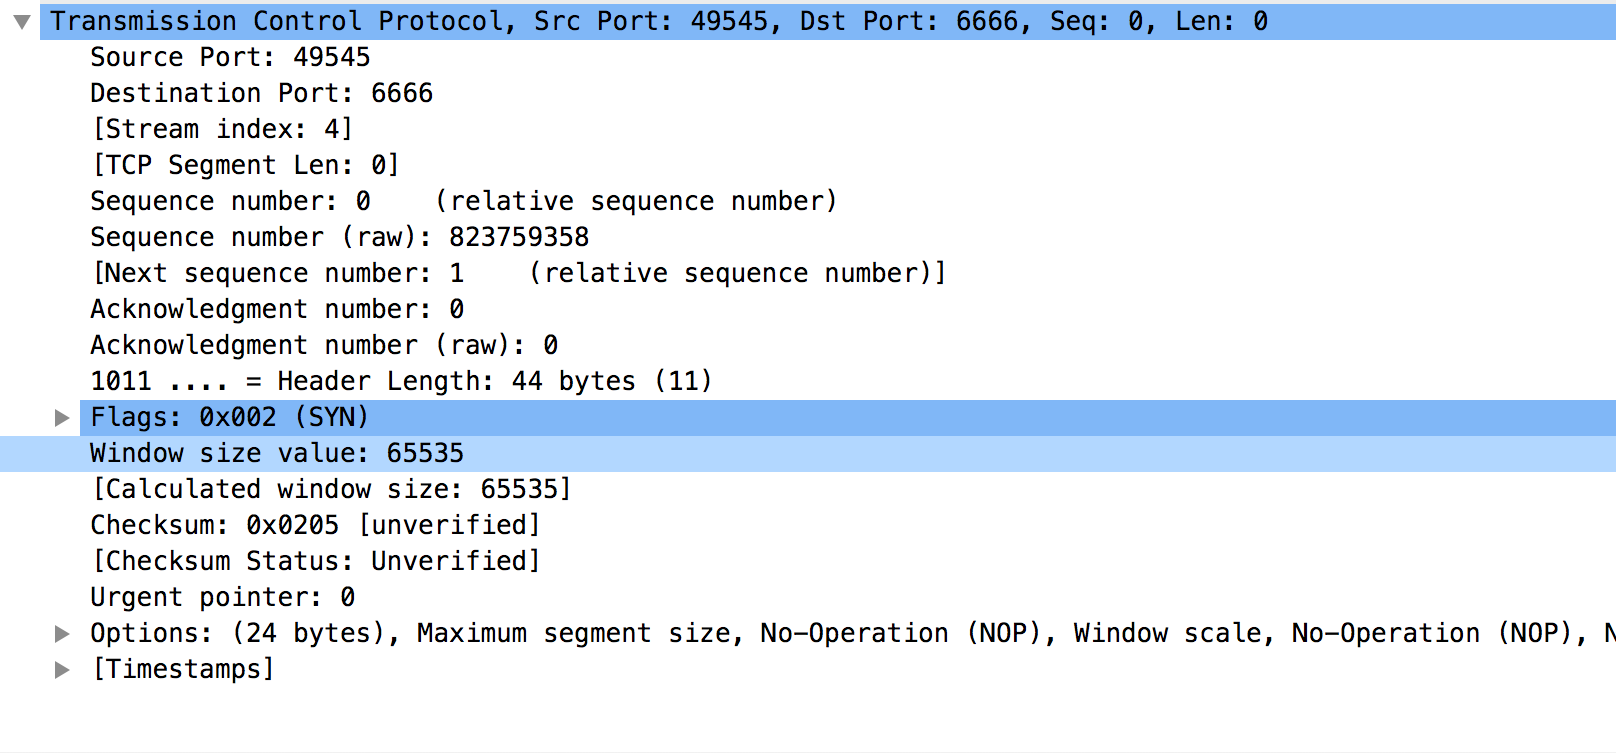 Transmission Control Protocol, Src Port: 49545, Dst Port: 6666, Seq: 0, Len: 0
Source Port: 49545
Destination Port: 6666
[Stream index: 4]
[TCP Segment Len: 0]
Sequence number: 0    (relative sequence number)
Sequence number (raw): 823759358
[Next sequence number: 1    (relative sequence number)]
Acknowledgment number: 0
Acknowledgment number (raw): 0
1011 .... = Header Length: 44 bytes (11)
Flags: 0x002 (SYN)
Window size value: 65535
[Calculated window size: 65535]
Checksum: 0x0205 [unverified]
[Checksum Status: Unverified]
Urgent pointer: 0
Options: (24 bytes), Maximum segment size, No-Operation (NOP), Window scale, No-Operation (NOP),
[Timestamps]